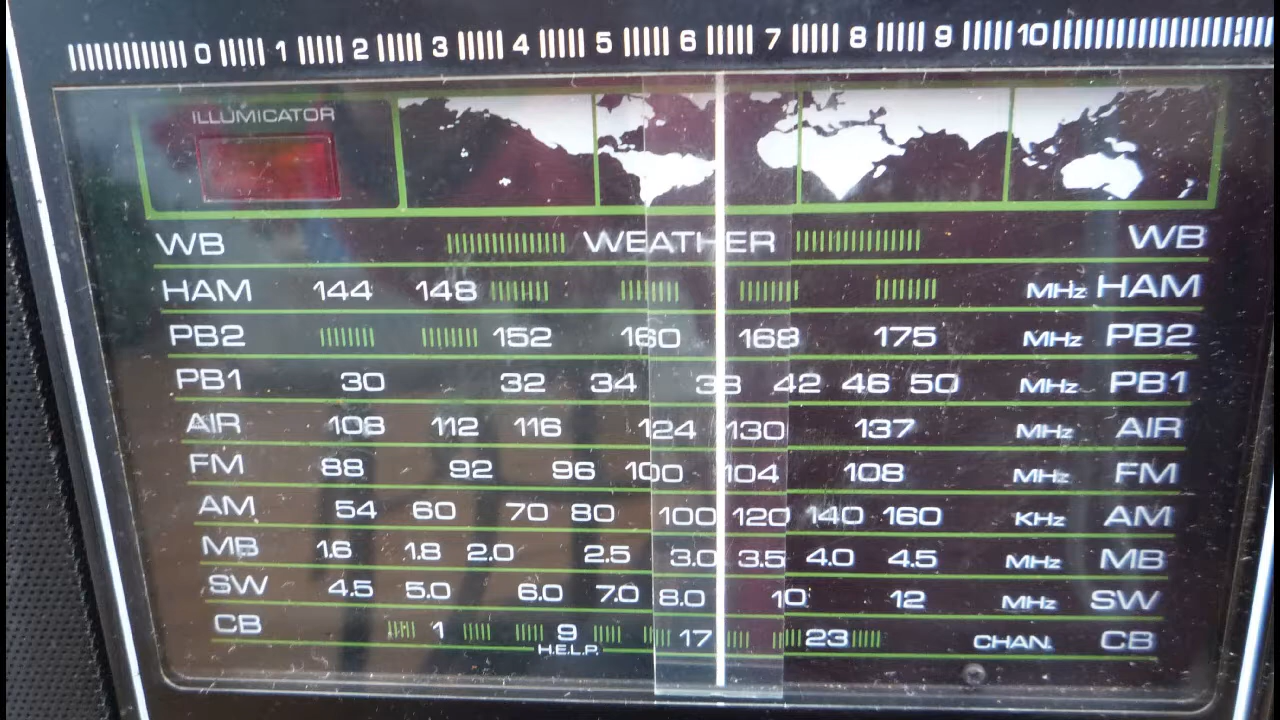 0 1 2 3 4 5 6 7 8 9 10
ILLUMICATOR
WB WEATHER WB
HAM 144 148 MHz HAM
PB2 152 160 168 175 MHz PB2
PB1 30 32 34 38 42 46 50 MHz PB1
AIR 108 112 116 124 130 137 MHz AIR
FM 88 92 96 100 104 108 MHz FM
AM 54 60 70 80 100 120 140 160 KHz AM
MB 1.6 1.8 2.0 2.5 3.0 3.5 4.0 4.5 MHz MB
SW 4.5 5.0 6.0 7.0 8.0 10 12 MHz SW
CB 1 9 17 23 CHAN. CB
H.E.L.P.